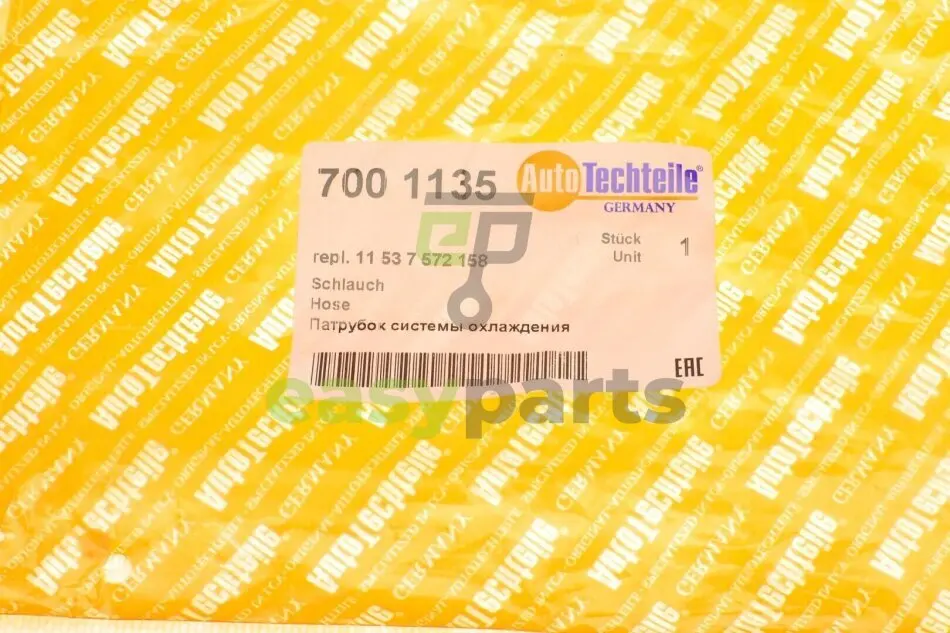 700 1135
AutoTechteile®
GERMANY
repl. 11 53 7 572 158
Stück
Unit
1
Schlauch
Hose
Патрубок системы охлаждения
EAC
easyparts